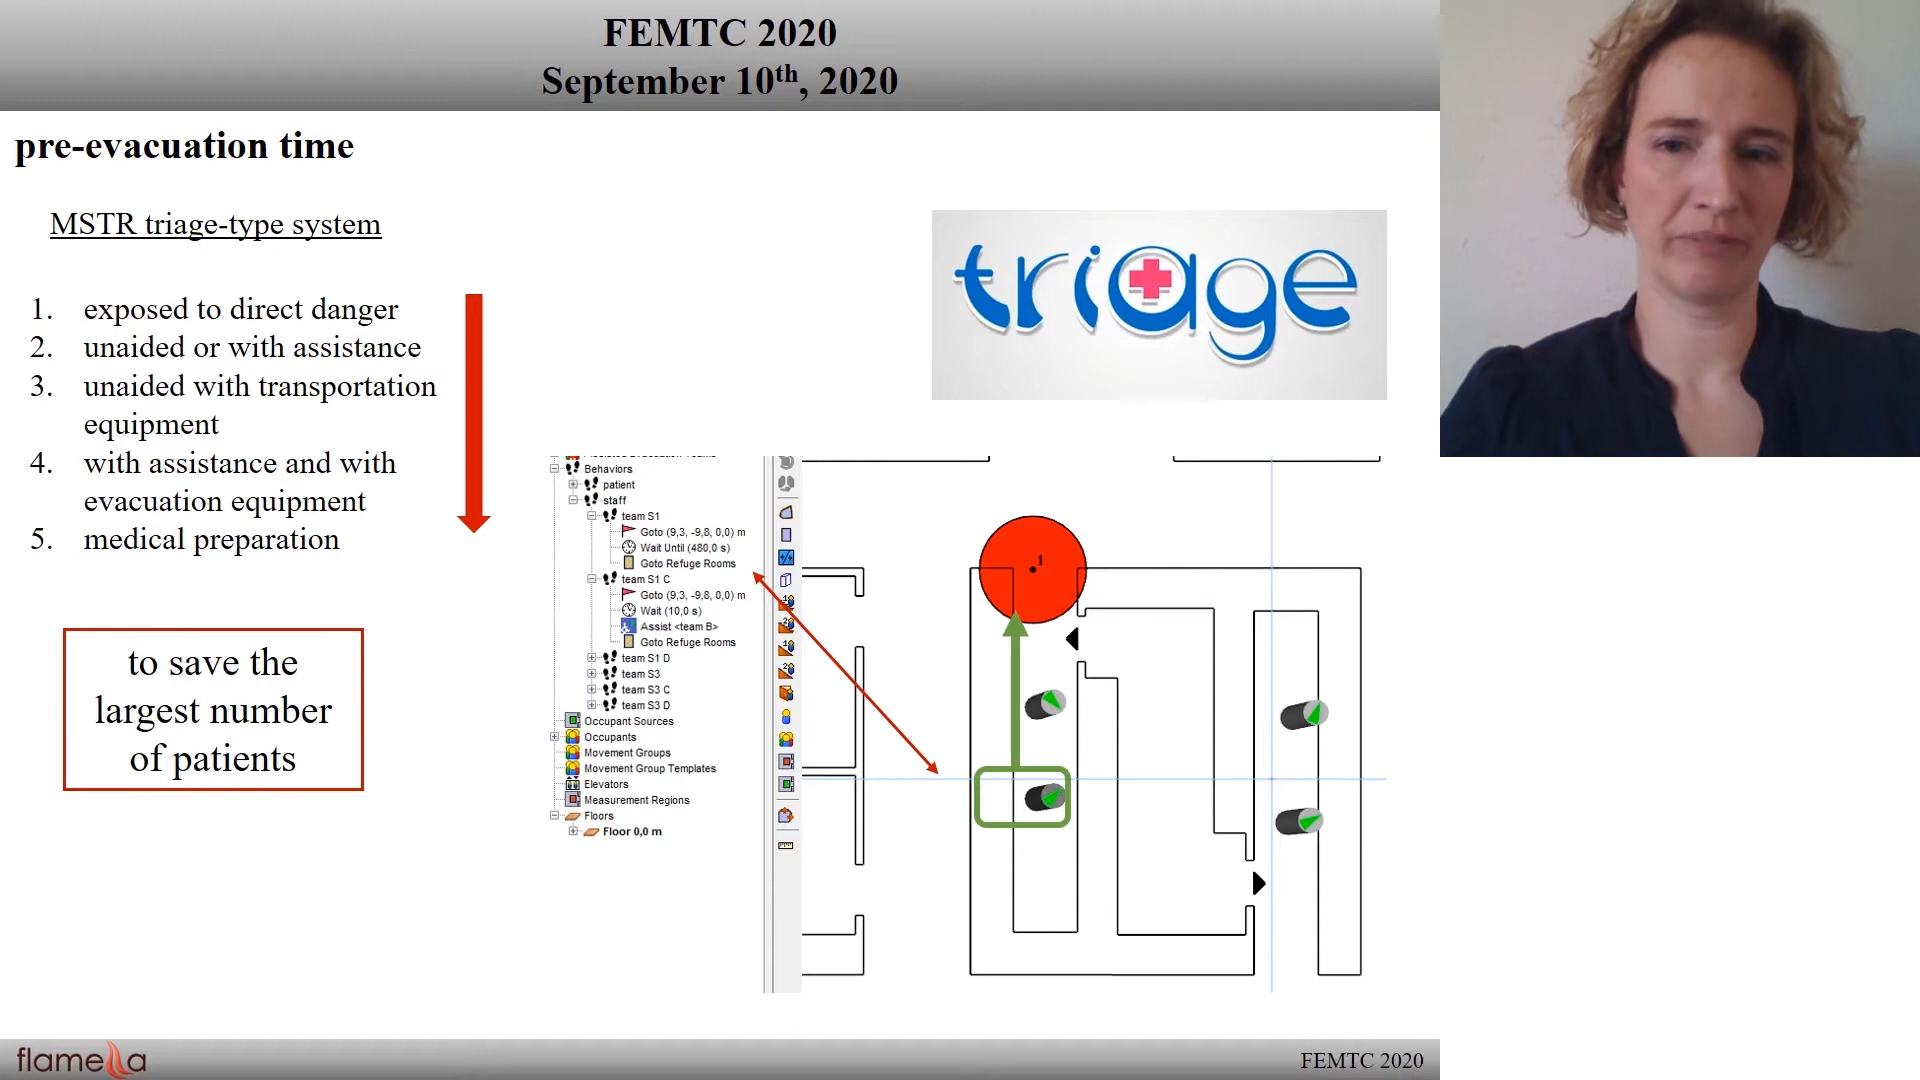 FEMTC 2020
September 10th, 2020
pre-evacuation time
MSTR triage-type system
1. exposed to direct danger
2. unaided or with assistance
3. unaided with transportation
equipment
4. with assistance and with
evacuation equipment
5. medical preparation
to save the
largest number
of patients
triage
Behaviors
patient
staff
team S1
Goto (9,3, -9,8, 0,0) m
Wait Until (480,0 s)
Goto Refuge Rooms
team S1 C
Goto (9,3, -9,8, 0,0) m
Wait (10,0 s)
Assist <team B>
Goto Refuge Rooms
team S1 D
team S3
team S3 C
team S3 D
Occupant Sources
Occupants
Movement Groups
Movement Group Templates
Elevators
Measurement Regions
Floors
Floor 0,0 m
1
flamella
FEMTC 2020